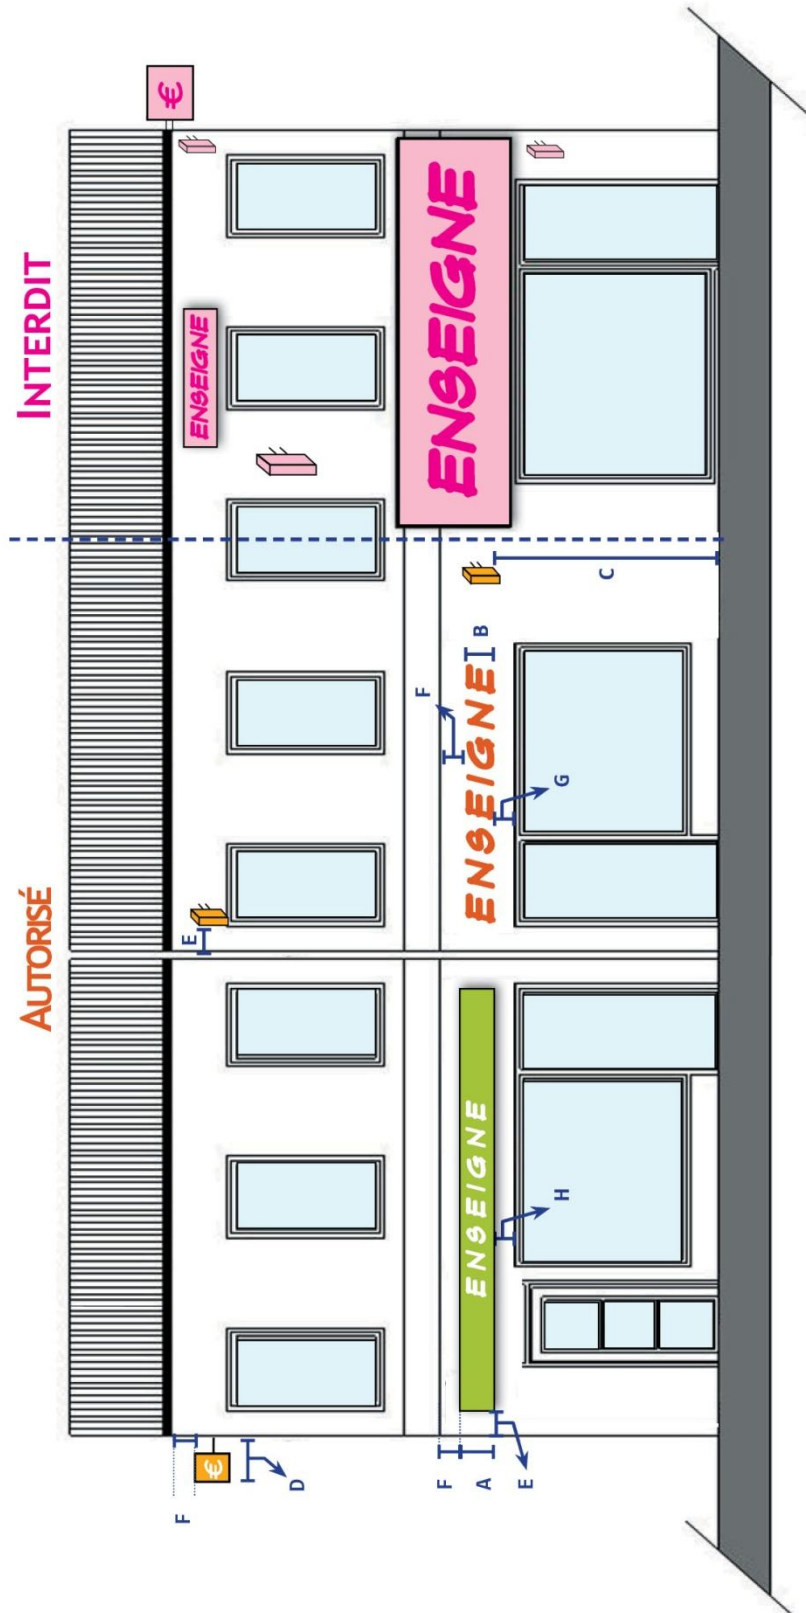 AUTORISÉ
INTERDIT
€
ENSEIGNE
F
€
D
E
F
A
E
ENSEIGNE
H
ENSEIGNE
F
B
G
C
ENSEIGNE